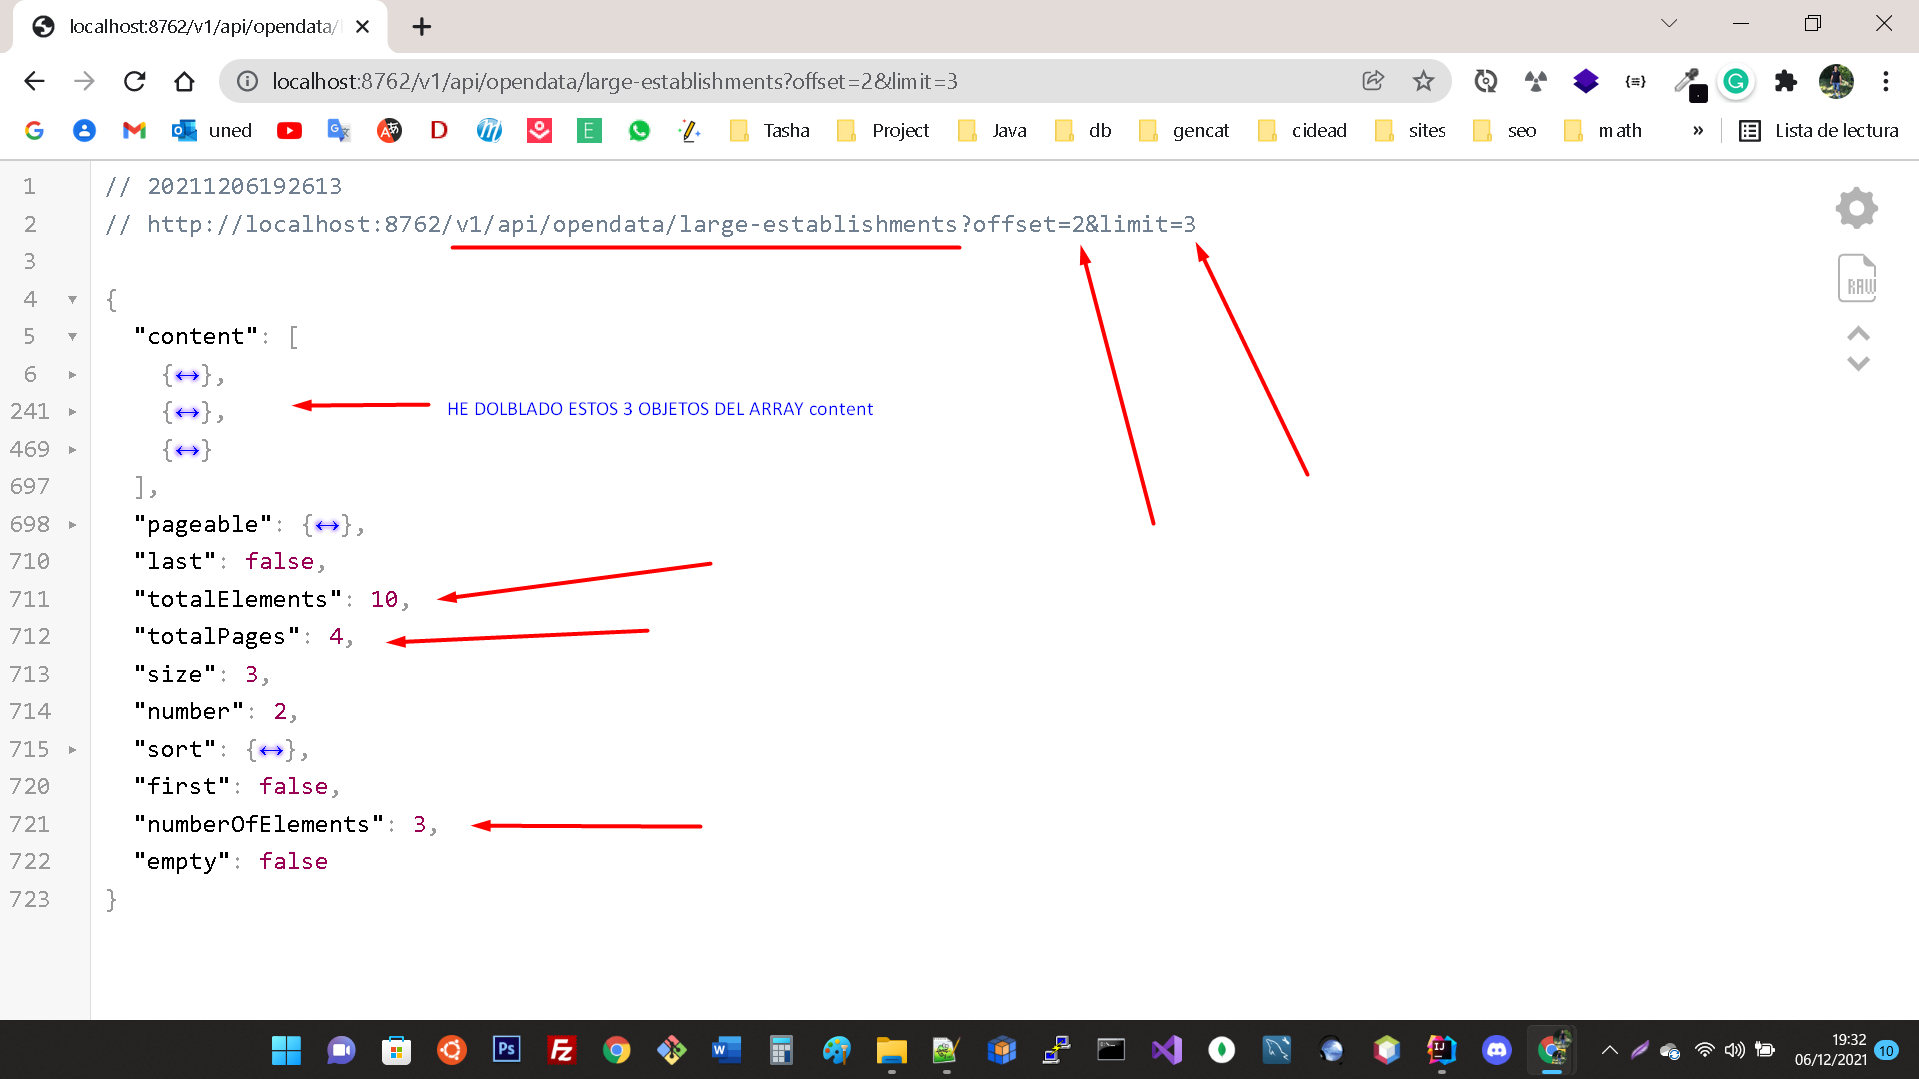 localhost:8762/v1/api/opendata/
localhost:8762/v1/api/opendata/large-establishments?offset=2&limit=3
uned
Tasha
Project
Java
db
gencat
cidead
sites
seo
math
»
Lista de lectura
1 // 20211206192613
2 // http://localhost:8762/v1/api/opendata/large-establishments?offset=2&limit=3
3
4 {
5 "content": [
6 {↔},
241 {↔},
HE DOLBLADO ESTOS 3 OBJETOS DEL ARRAY content
469 {↔}
697 ],
698 "pageable": {↔},
710 "last": false,
711 "totalElements": 10,
712 "totalPages": 4,
713 "size": 3,
714 "number": 2,
715 "sort": {↔},
720 "first": false,
721 "numberOfElements": 3,
722 "empty": false
723 }
RAW
19:32
06/12/2021
10